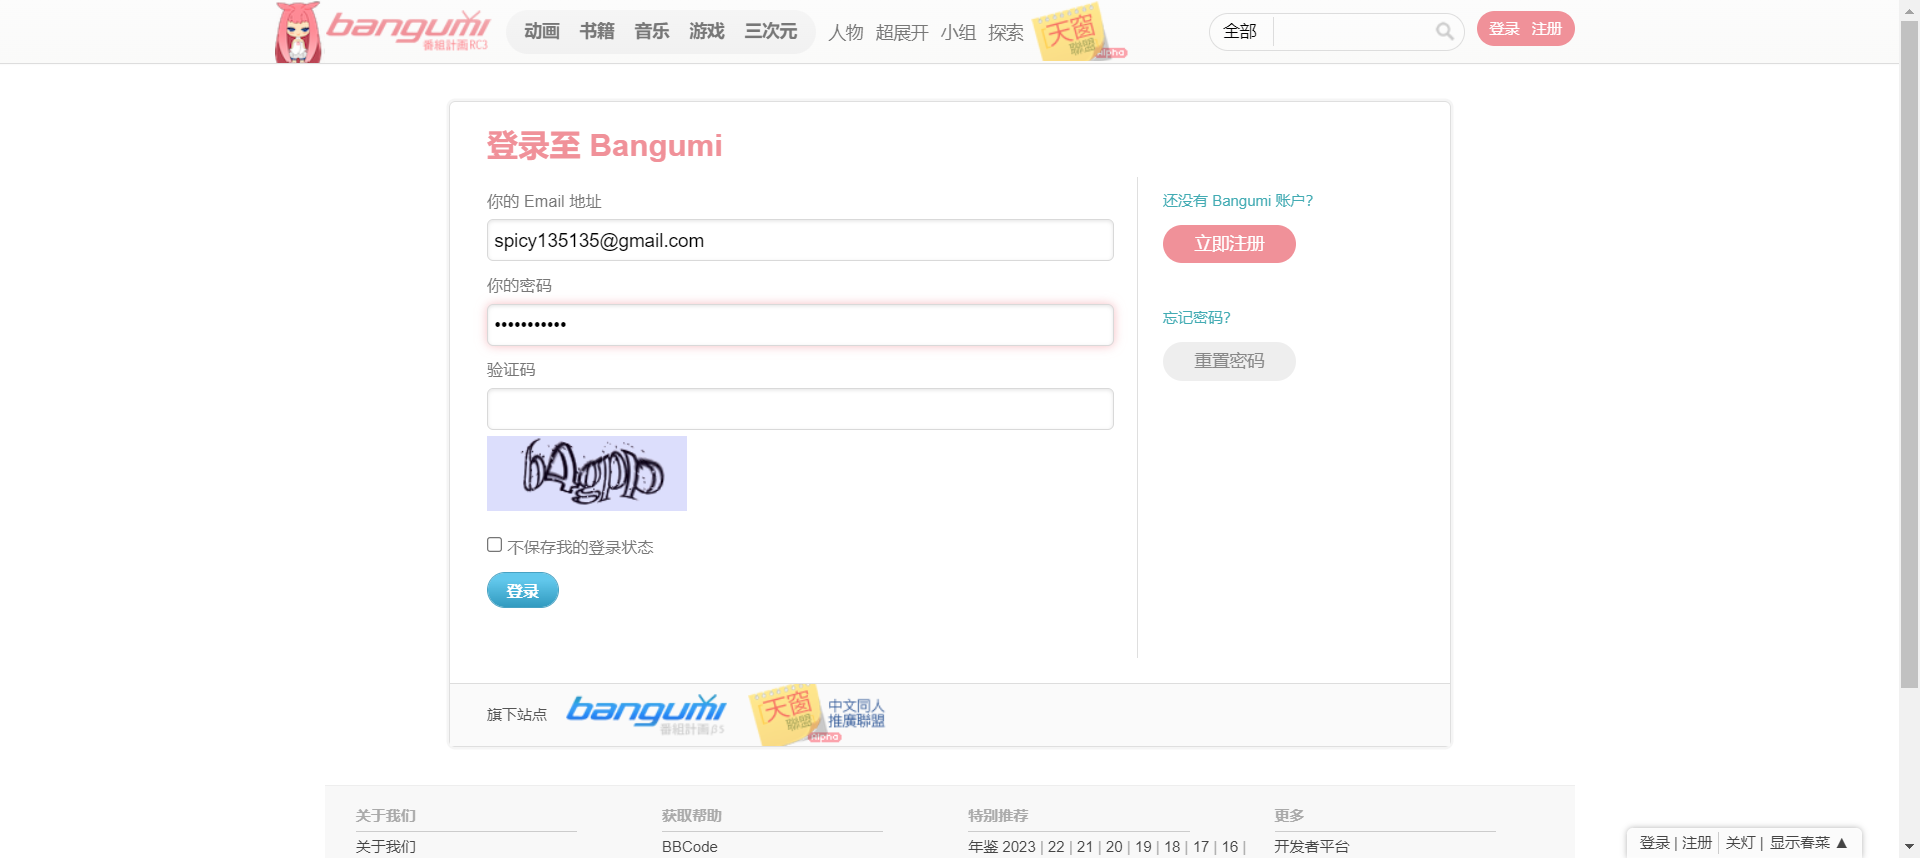 bangumi
番組計画RC3
动画 书籍 音乐 游戏 三次元 人物 超展开 小组 探索
天窗
联盟
Alpha
全部
登录 注册
登录至 Bangumi
你的 Email 地址
spicy135135@gmail.com
你的密码
•••••••••••
验证码
不保存我的登录状态
登录
还没有 Bangumi 账户?
立即注册
忘记密码?
重置密码
旗下站点
bangumi
番組計画β5
天窗
联盟
Alpha
中文同人
推廣聯盟
关于我们
关于我们
获取帮助
BBCode
特别推荐
年鉴 2023 | 22 | 21 | 20 | 19 | 18 | 17 | 16 |
更多
开发者平台
登录 | 注册 | 关灯 | 显示春菜 ▲